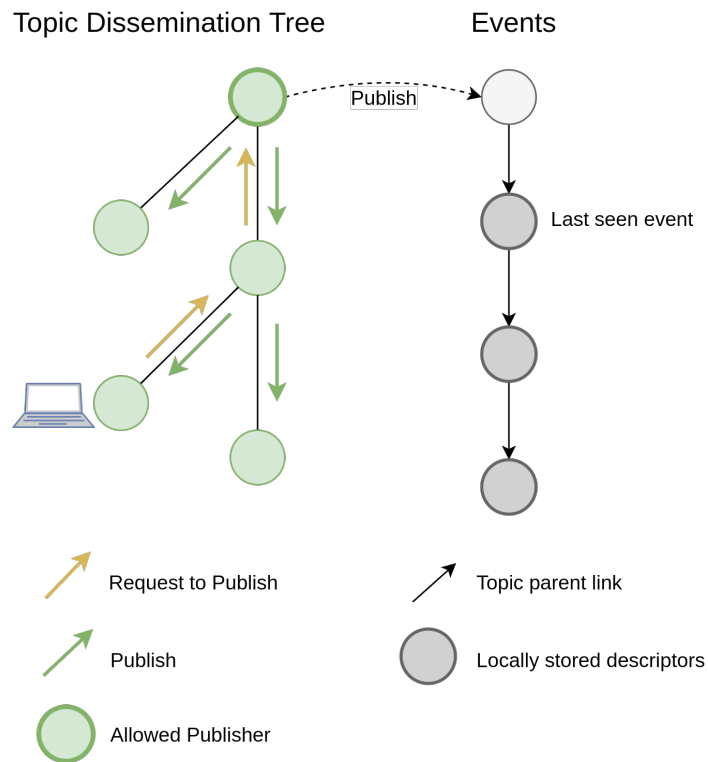 Topic Dissemination Tree
Events
Publish
Last seen event
Request to Publish
Topic parent link
Publish
Locally stored descriptors
Allowed Publisher